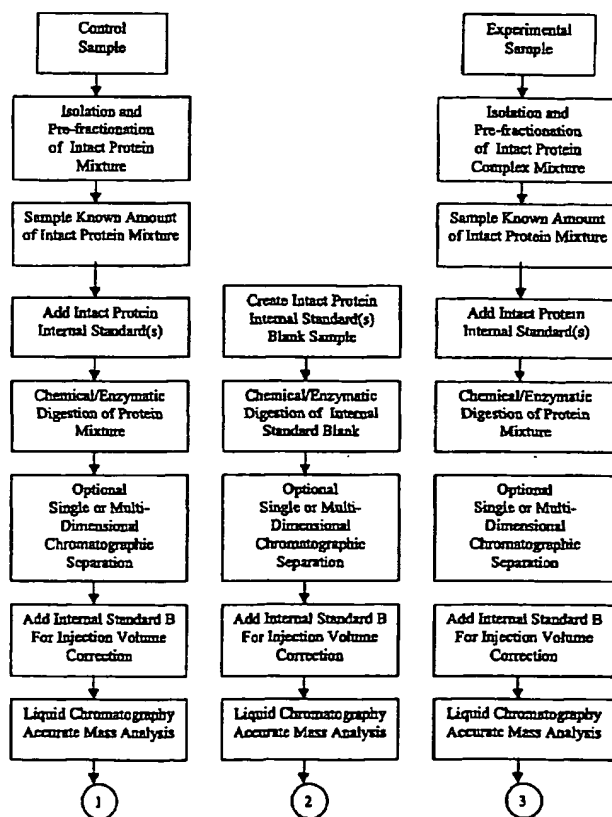 Control
Sample
Isolation and
Pre-fractionation
of Intact Protein
Mixture
Sample Known Amount
of Intact Protein Mixture
Add Intact Protein
Internal Standard(s)
Chemical/Enzymatic
Digestion of Protein
Mixture
Optional
Single or Multi-
Dimensional
Chromatographic
Separation
Add Internal Standard B
For Injection Volume
Correction
Liquid Chromatography
Accurate Mass Analysis
1
Create Intact Protein
Internal Standard(s)
Blank Sample
Chemical/Enzymatic
Digestion of Internal
Standard Blank
Optional
Single or Multi-
Dimensional
Chromatographic
Separation
Add Internal Standard B
For Injection Volume
Correction
Liquid Chromatography
Accurate Mass Analysis
2
Experimental
Sample
Isolation and
Pre-fractionation
of Intact Protein
Complex Mixture
Sample Known Amount
of Intact Protein Mixture
Add Intact Protein
Internal Standard(s)
Chemical/Enzymatic
Digestion of Protein
Mixture
Optional
Single or Multi-
Dimensional
Chromatographic
Separation
Add Internal Standard B
For Injection Volume
Correction
Liquid Chromatography
Accurate Mass Analysis
3